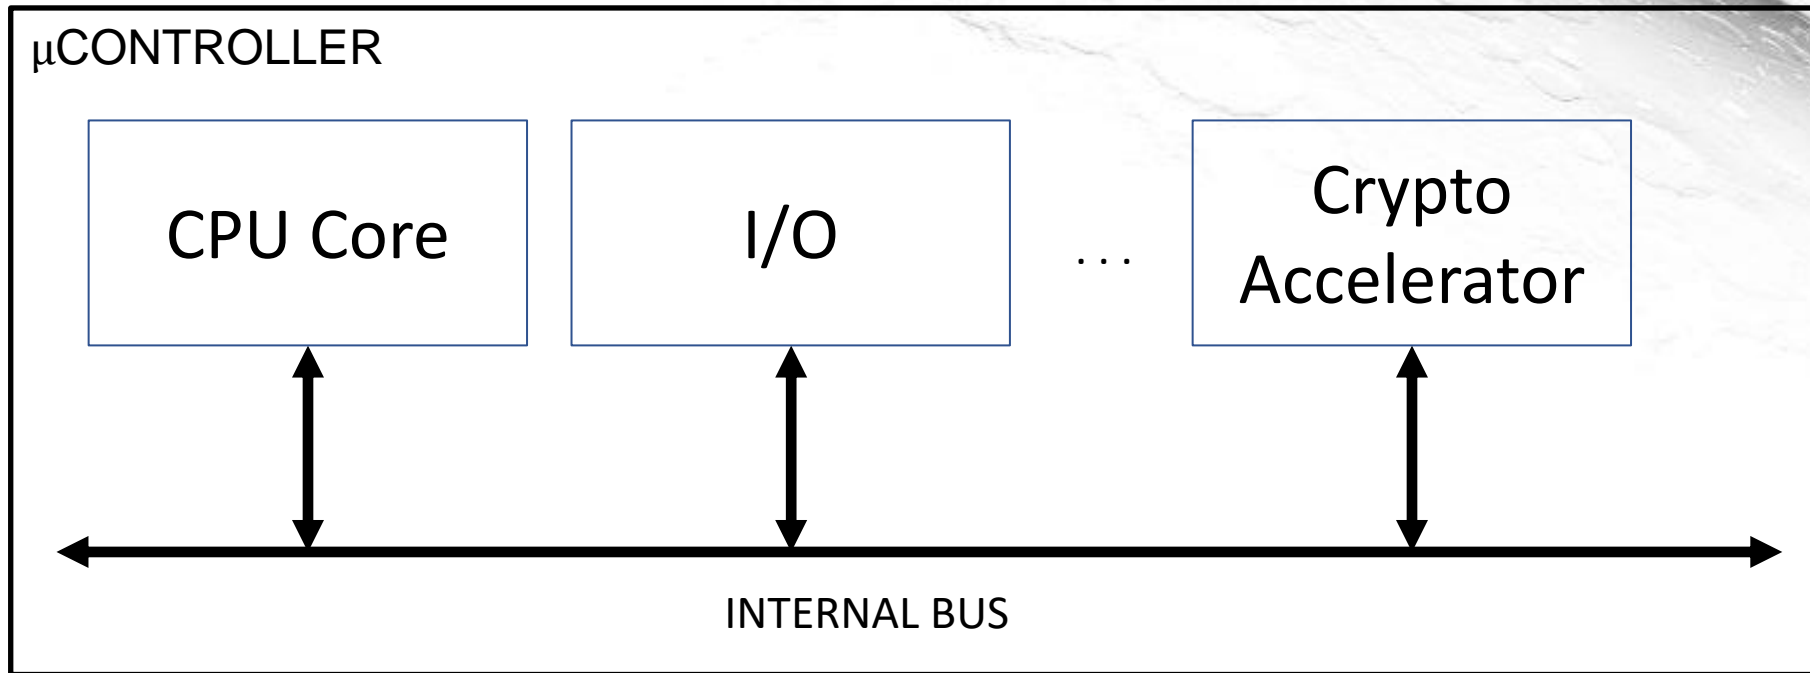 μCONTROLLER
CPU Core
I/O
. . .
Crypto
Accelerator
INTERNAL BUS